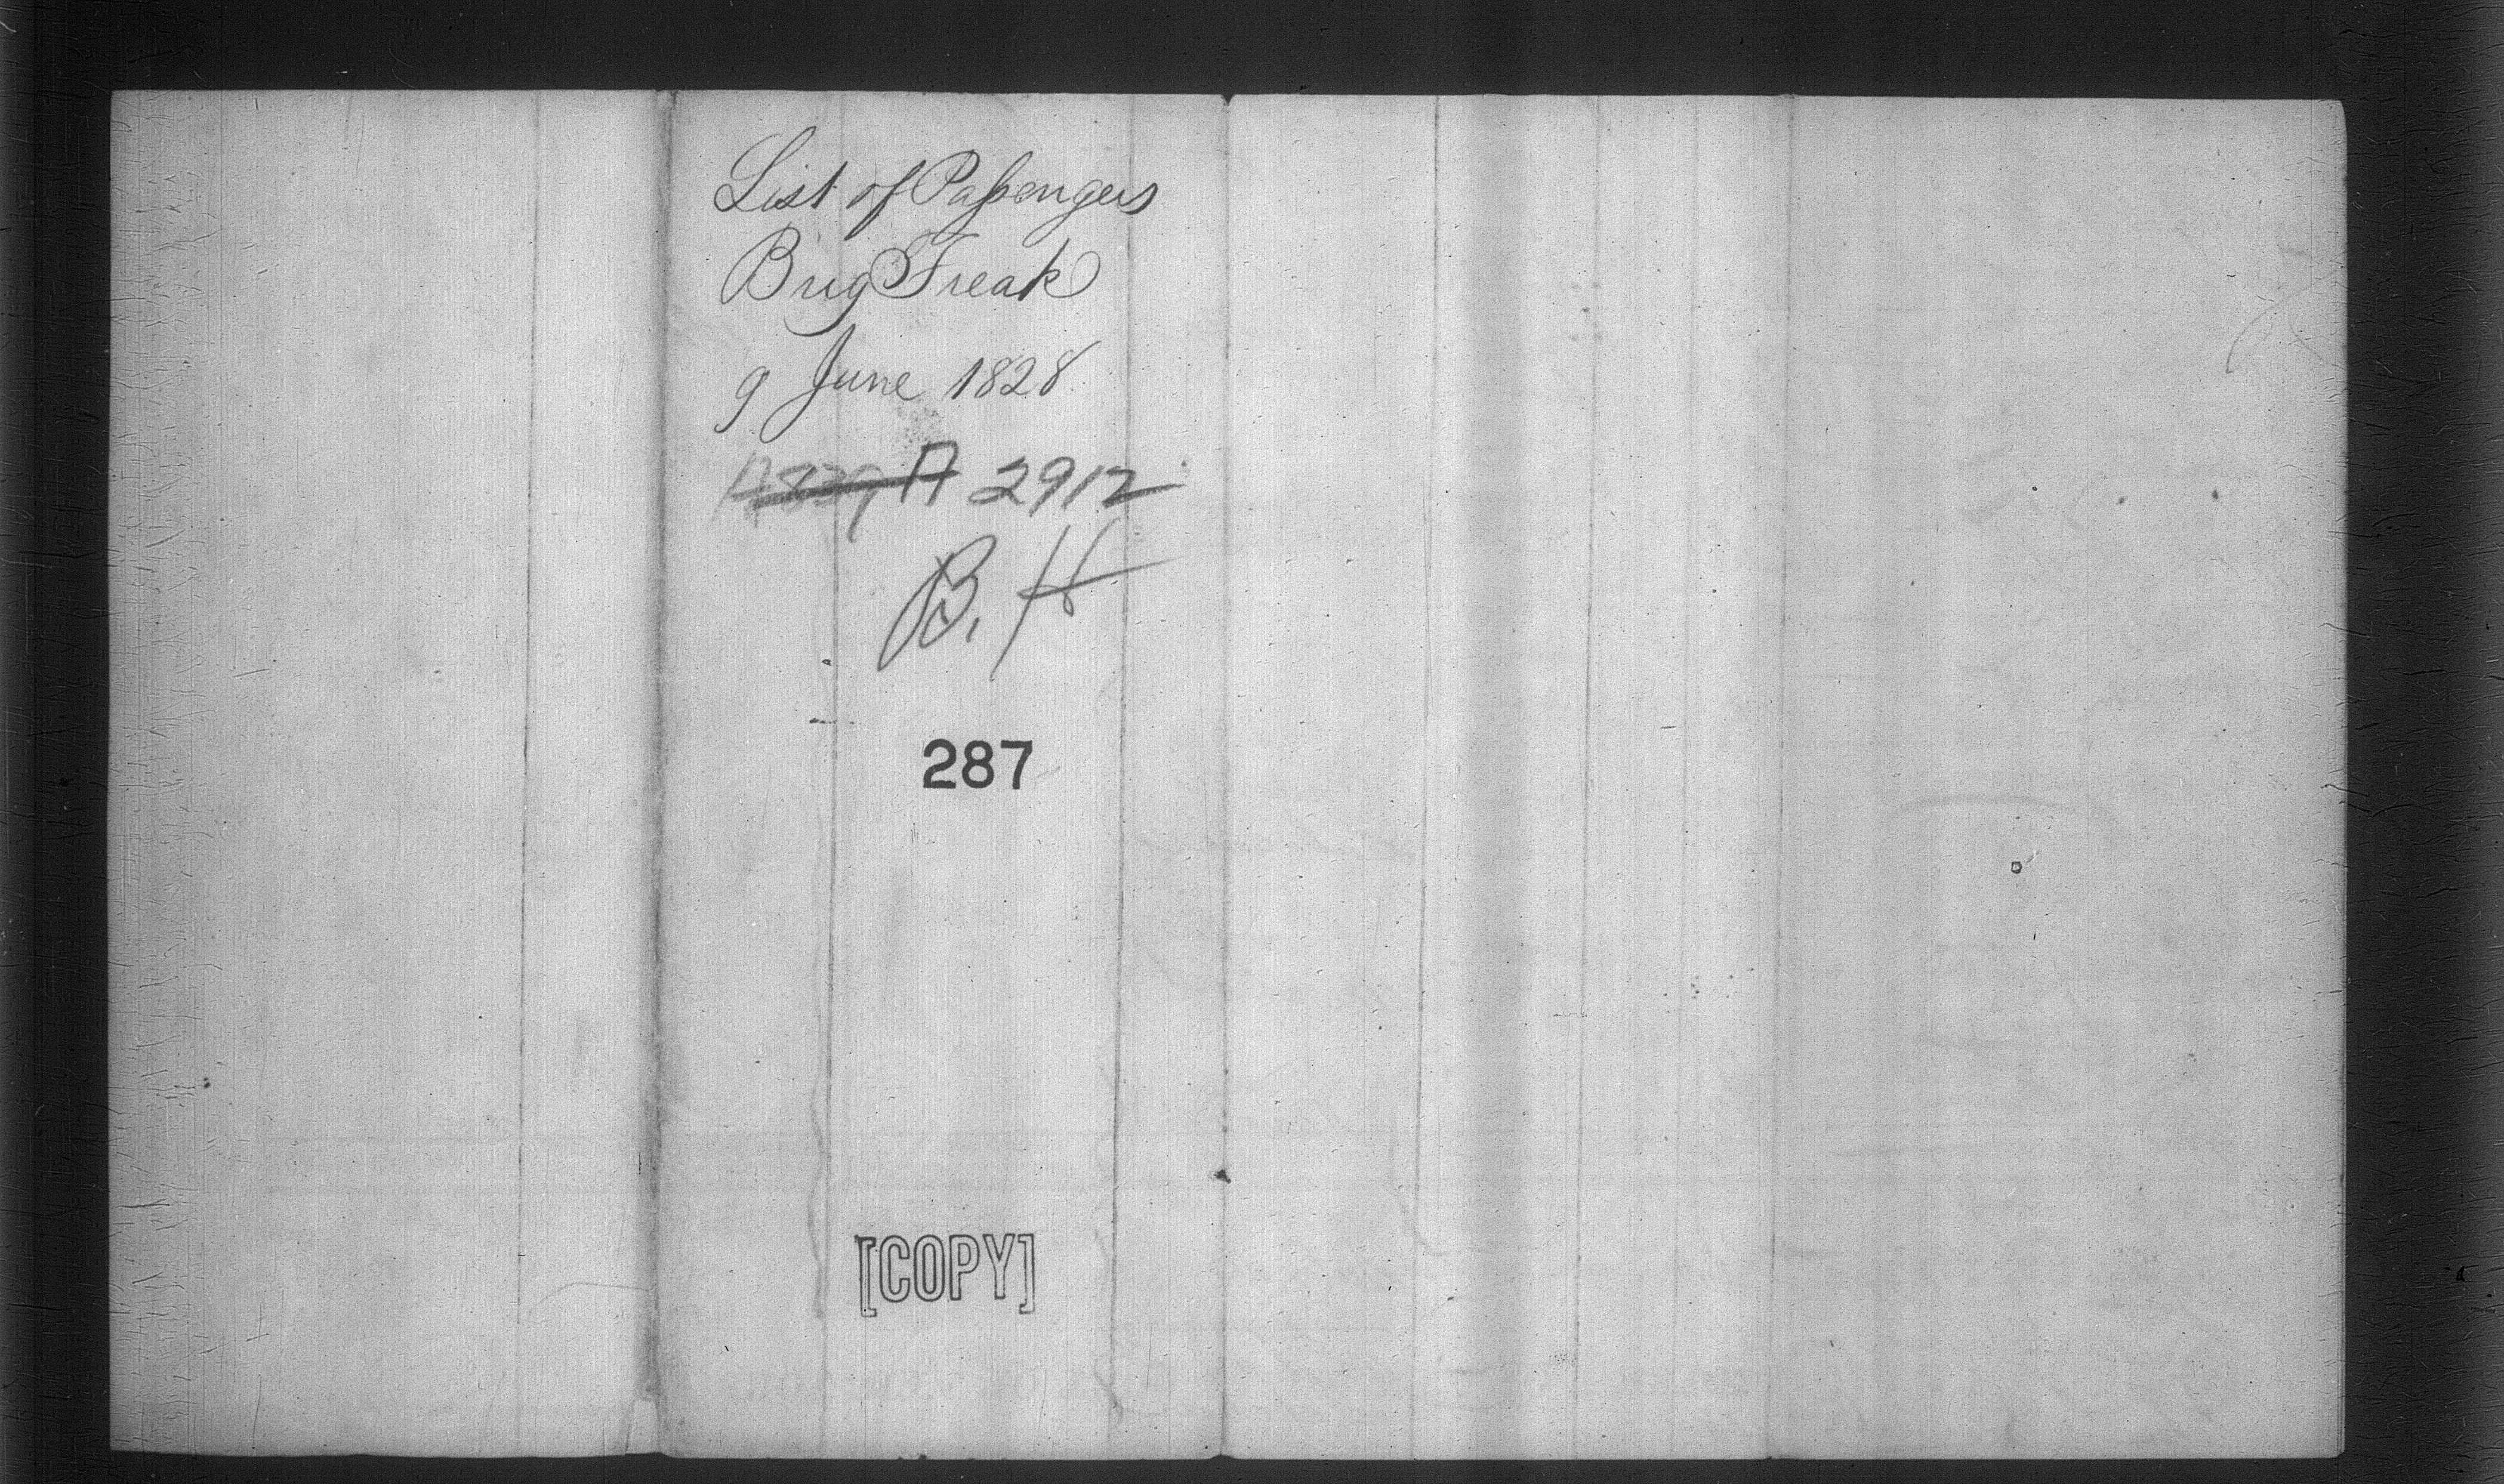 List of Passengers
Brig Freak
9 June 1828
A 2912
B. H
287
[COPY]